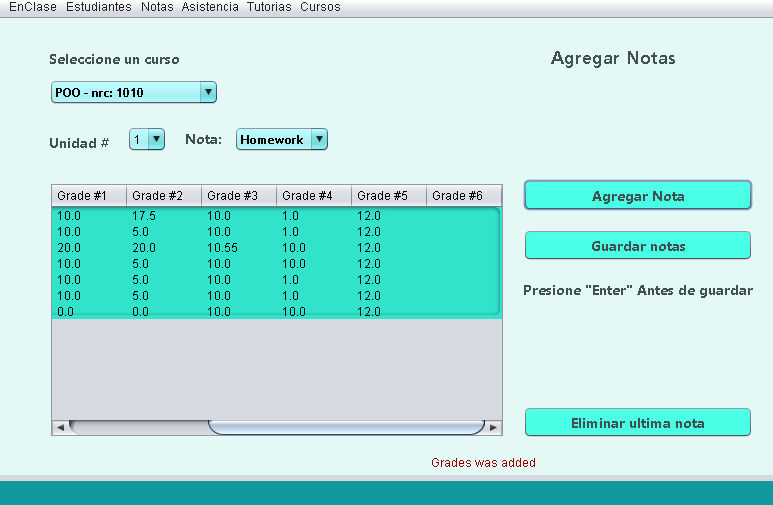 EnClase Estudiantes Notas Asistencia Tutorias Cursos
Seleccione un curso
Agregar Notas
POO - nrc: 1010
Unidad # 1 Nota: Homework
Grade #1 Grade #2 Grade #3 Grade #4 Grade #5 Grade #6
10.0 17.5 10.0 1.0 12.0
10.0 5.0 10.0 1.0 12.0
20.0 20.0 10.55 10.0 12.0
10.0 5.0 10.0 10.0 12.0
10.0 5.0 10.0 1.0 12.0
10.0 5.0 10.0 1.0 12.0
0.0 0.0 10.0 10.0 12.0
Agregar Nota
Guardar notas
Presione "Enter" Antes de guardar
Eliminar ultima nota
Grades was added